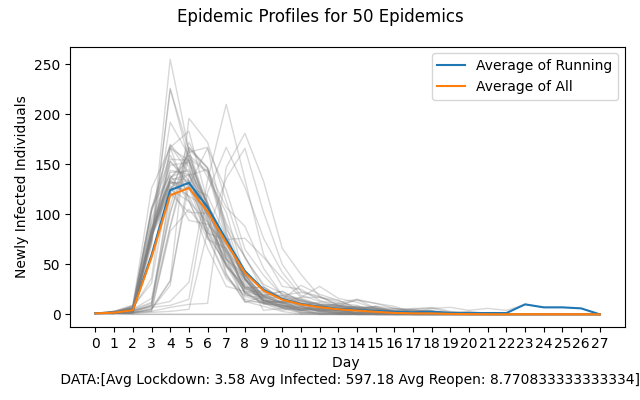 Epidemic Profiles for 50 Epidemics
Newly Infected Individuals
250
200
150
100
50
0
Average of Running
Average of All
0 1 2 3 4 5 6 7 8 9 10 11 12 13 14 15 16 17 18 19 20 21 22 23 24 25 26 27
Day
DATA:[Avg Lockdown: 3.58 Avg Infected: 597.18 Avg Reopen: 8.770833333333334]